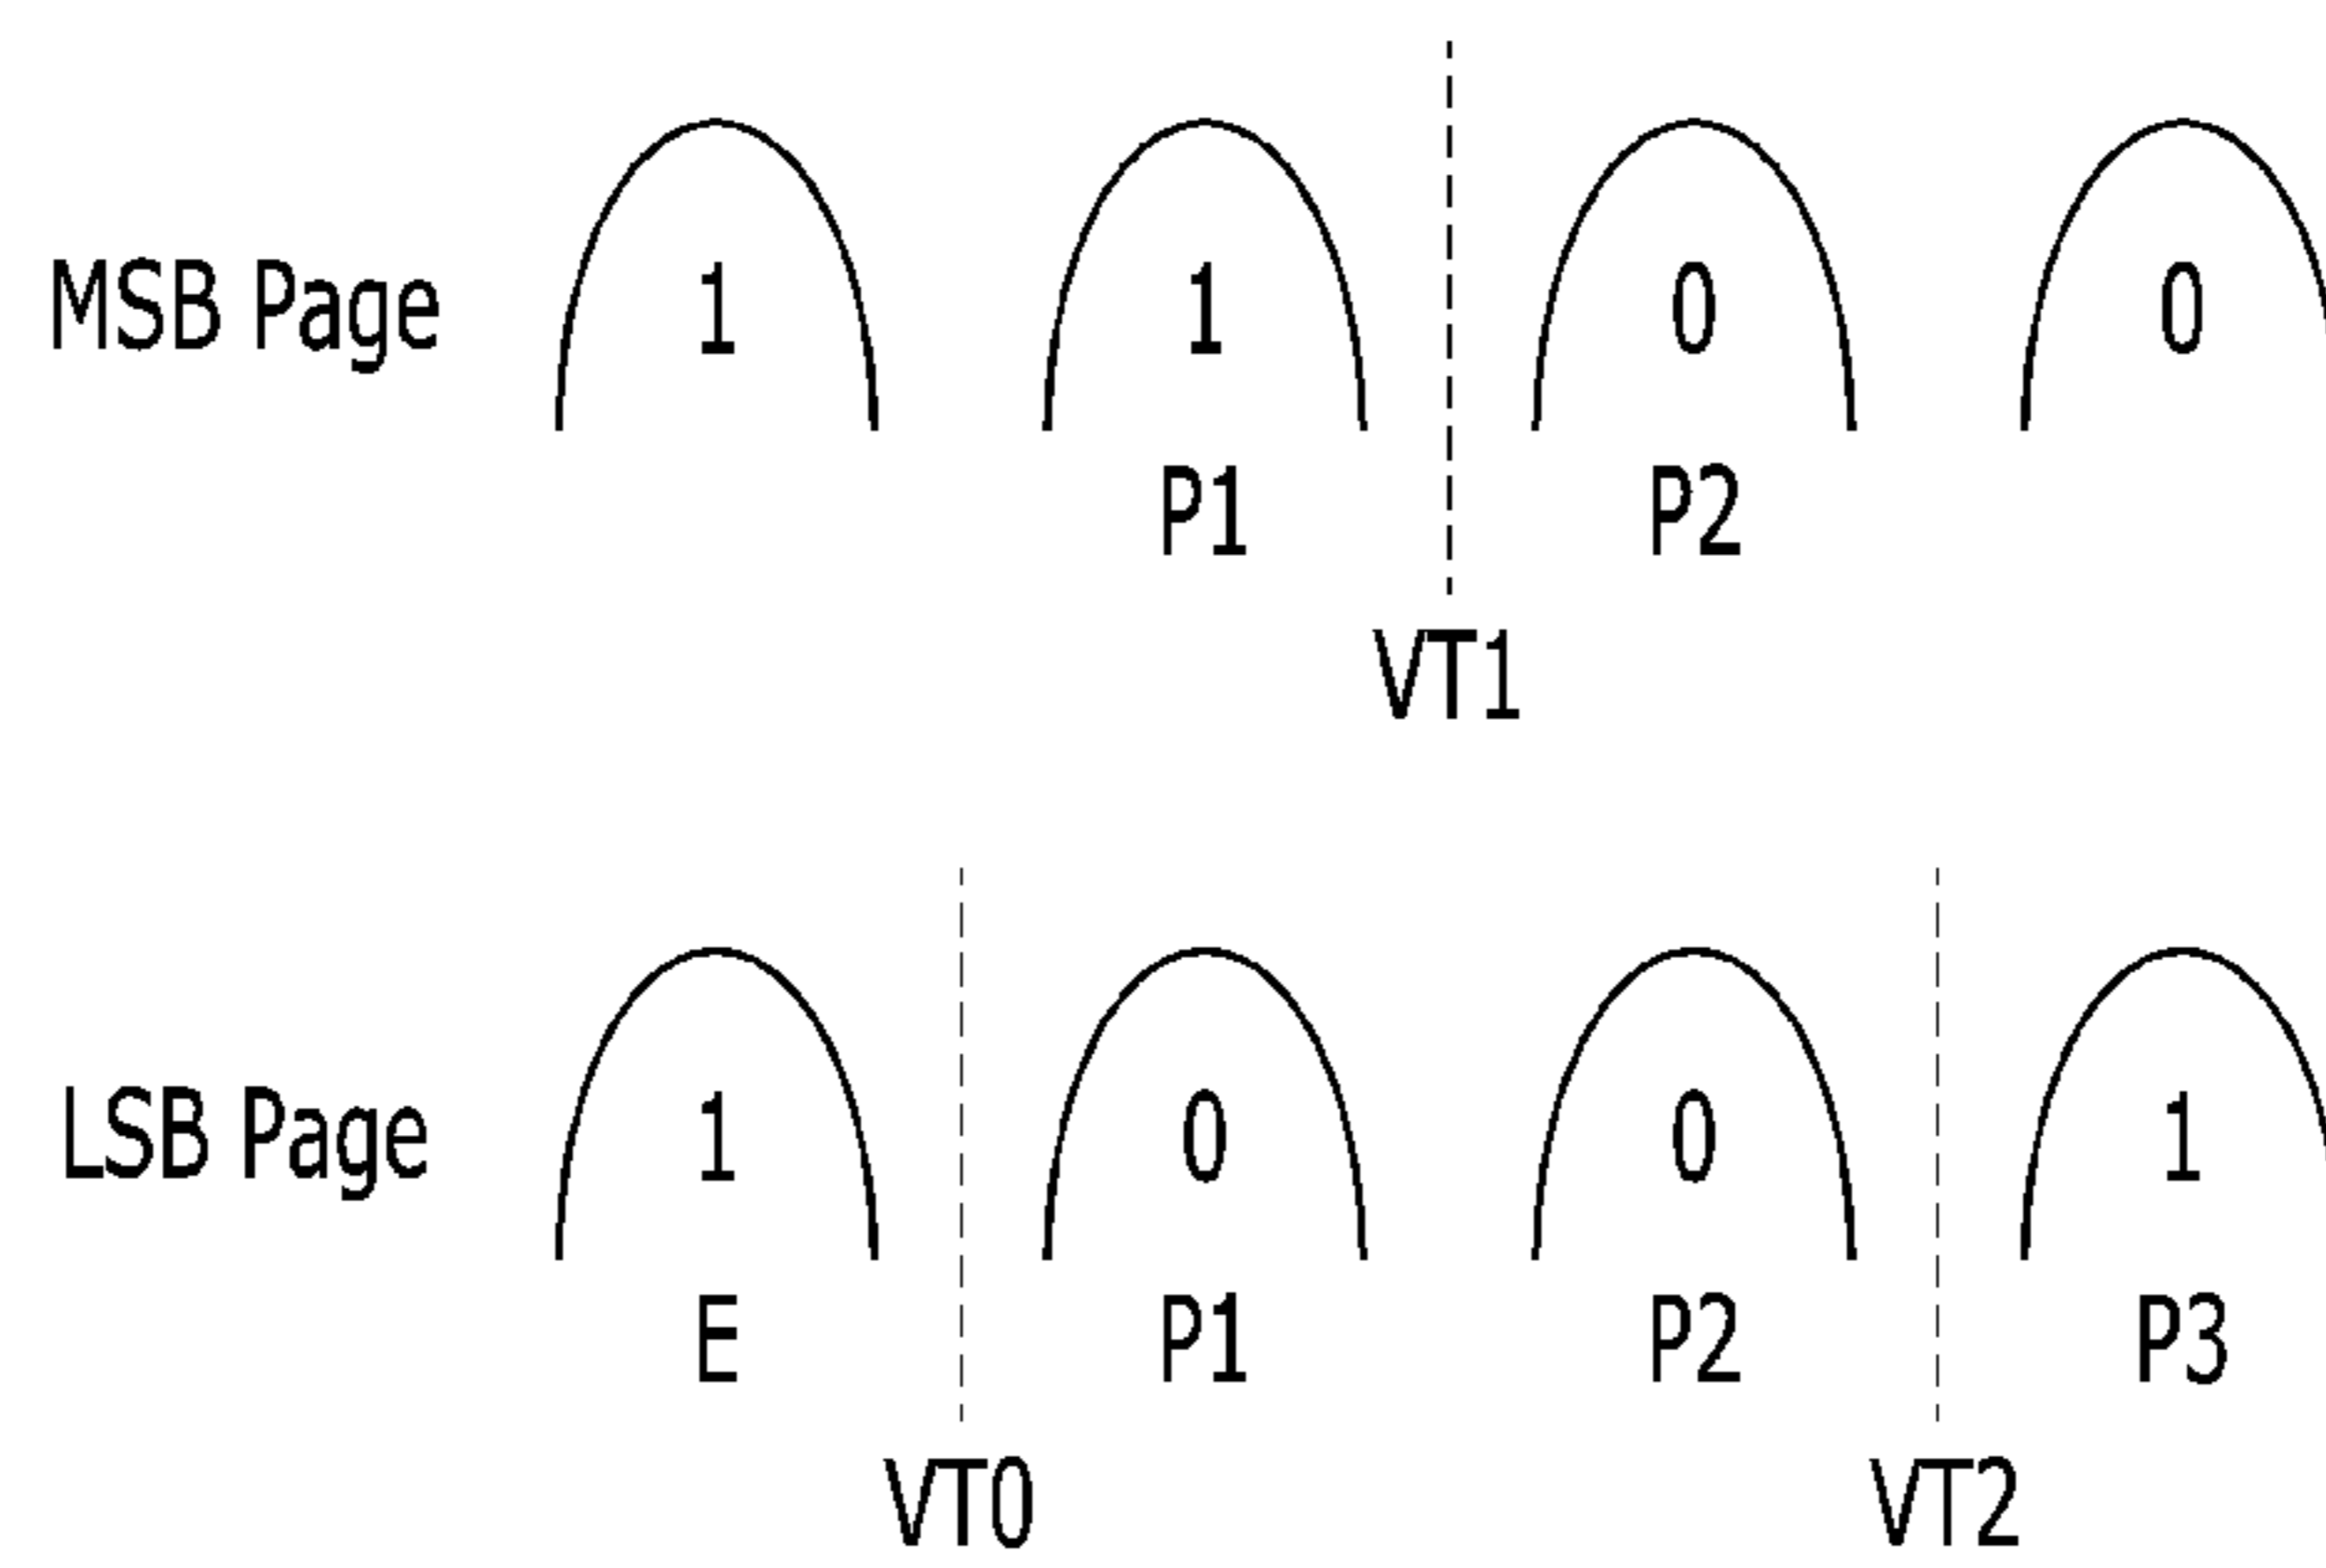 MSB Page 1 1 0 0
P1 P2
VT1
LSB Page 1 0 0 1
E P1 P2 P3
VT0 VT2